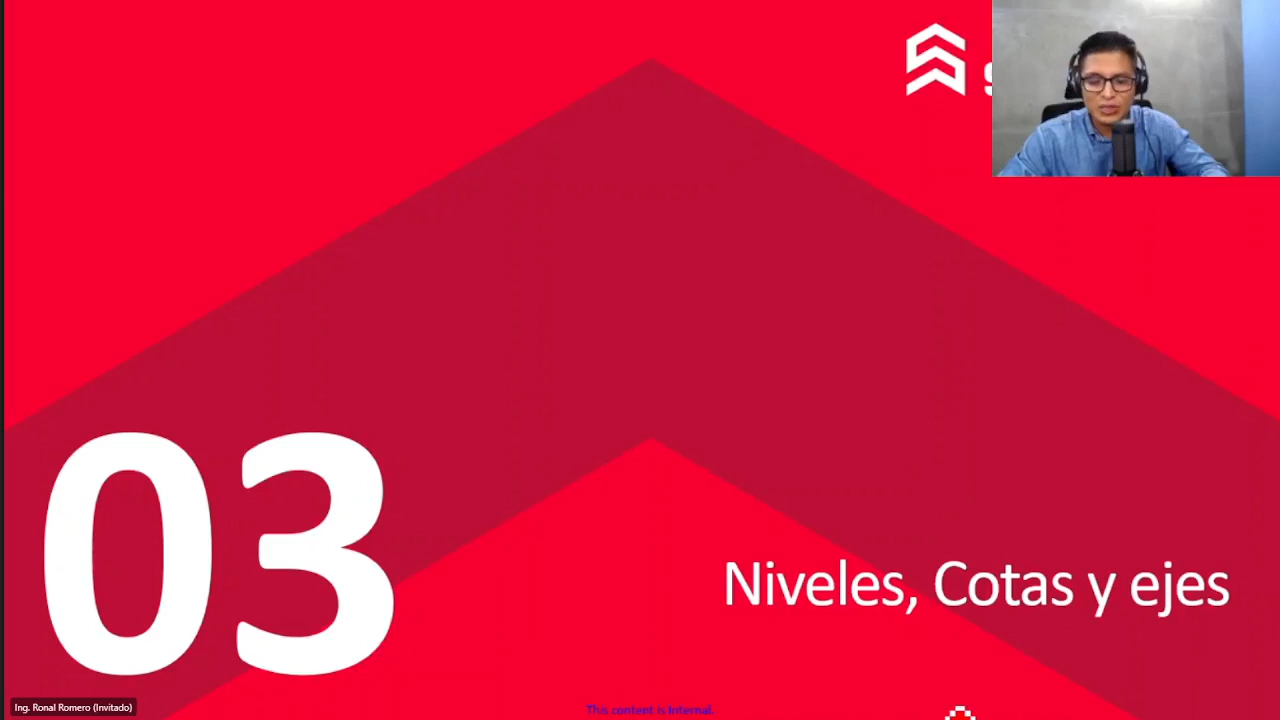 03
Niveles, Cotas y ejes
Ing. Ronal Romero (Invitado)
This content is Internal.